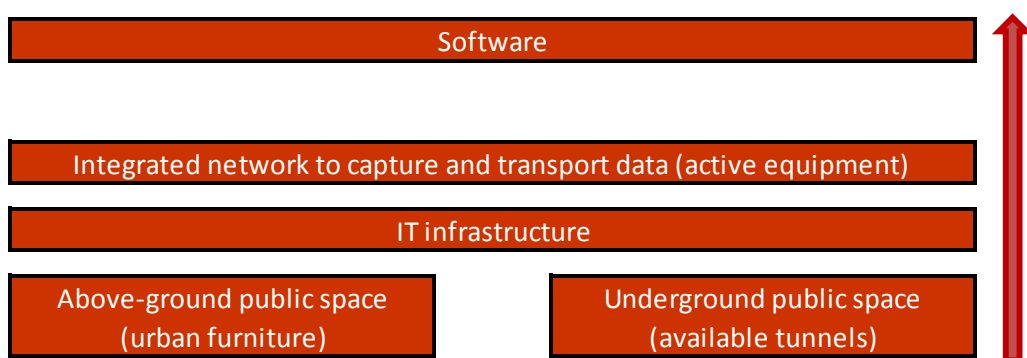 Software
Integrated network to capture and transport data (active equipment)
IT infrastructure
Above-ground public space
(urban furniture)
Underground public space
(available tunnels)